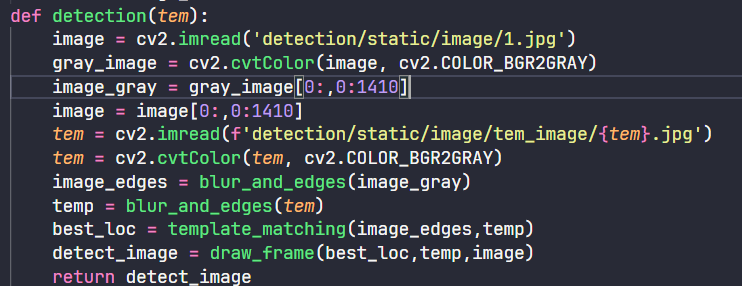 def detection(tem):
    image = cv2.imread('detection/static/image/1.jpg')
    gray_image = cv2.cvtColor(image, cv2.COLOR_BGR2GRAY)
    image_gray = gray_image[0:,0:1410]
    image = image[0:,0:1410]
    tem = cv2.imread(f'detection/static/image/tem_image/{tem}.jpg')
    tem = cv2.cvtColor(tem, cv2.COLOR_BGR2GRAY)
    image_edges = blur_and_edges(image_gray)
    temp = blur_and_edges(tem)
    best_loc = template_matching(image_edges,temp)
    detect_image = draw_frame(best_loc,temp,image)
    return detect_image